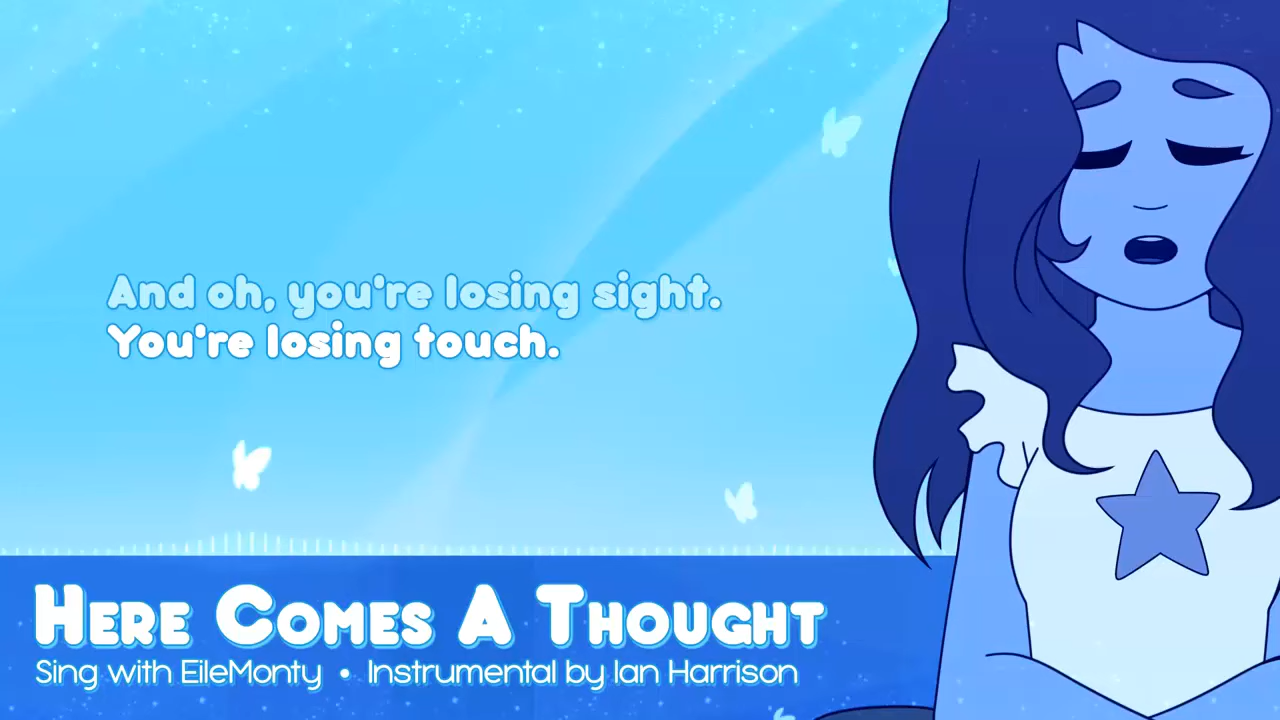 And oh, you're losing sight.
You're losing touch.
HERE COMES A THOUGHT
Sing with EileMonty • Instrumental by Ian Harrison